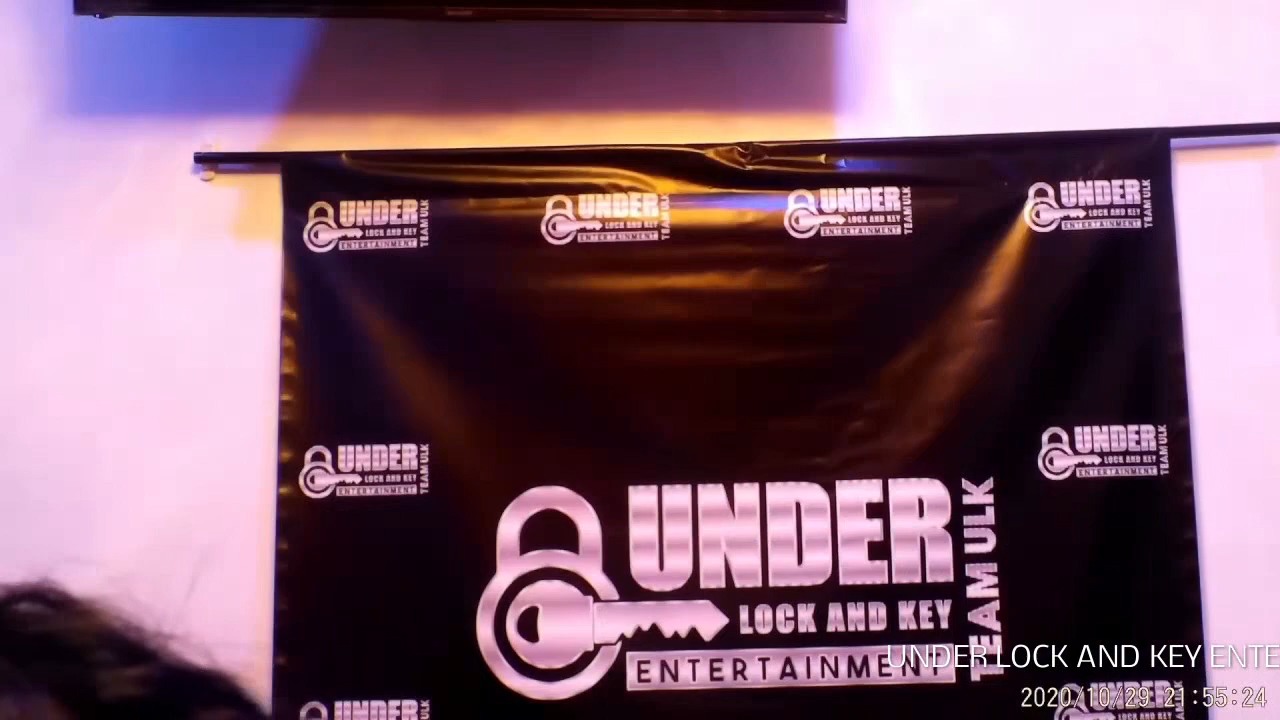 UNDER
LOCK AND KEY
ENTERTAINMENT
TEAM ULK
UNDER
LOCK AND KEY
ENTERTAINMENT
TEAM ULK
UNDER
LOCK AND KEY
ENTERTAINMENT
TEAM ULK
UNDER
LOCK AND KEY
ENTERTAINMENT
TEAM ULK
UNDER
LOCK AND KEY
ENTERTAINMENT
TEAM ULK
UNDER
LOCK AND KEY
ENTERTAINMENT
TEAM ULK
UNDER
LOCK AND KEY
ENTERTAINMENT
TEAM ULK
UNDER LOCK AND KEY ENTE
2020/10/29 21:55:24
UNDER
UNDER